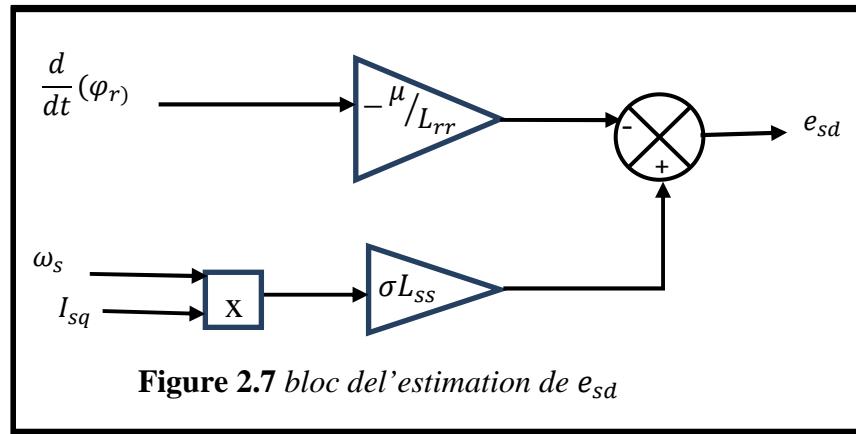 d/dt (φr)
− μ/Lrr
-
esd
+
ωs
Isq
x
σLss
Figure 2.7 bloc del'estimation de esd